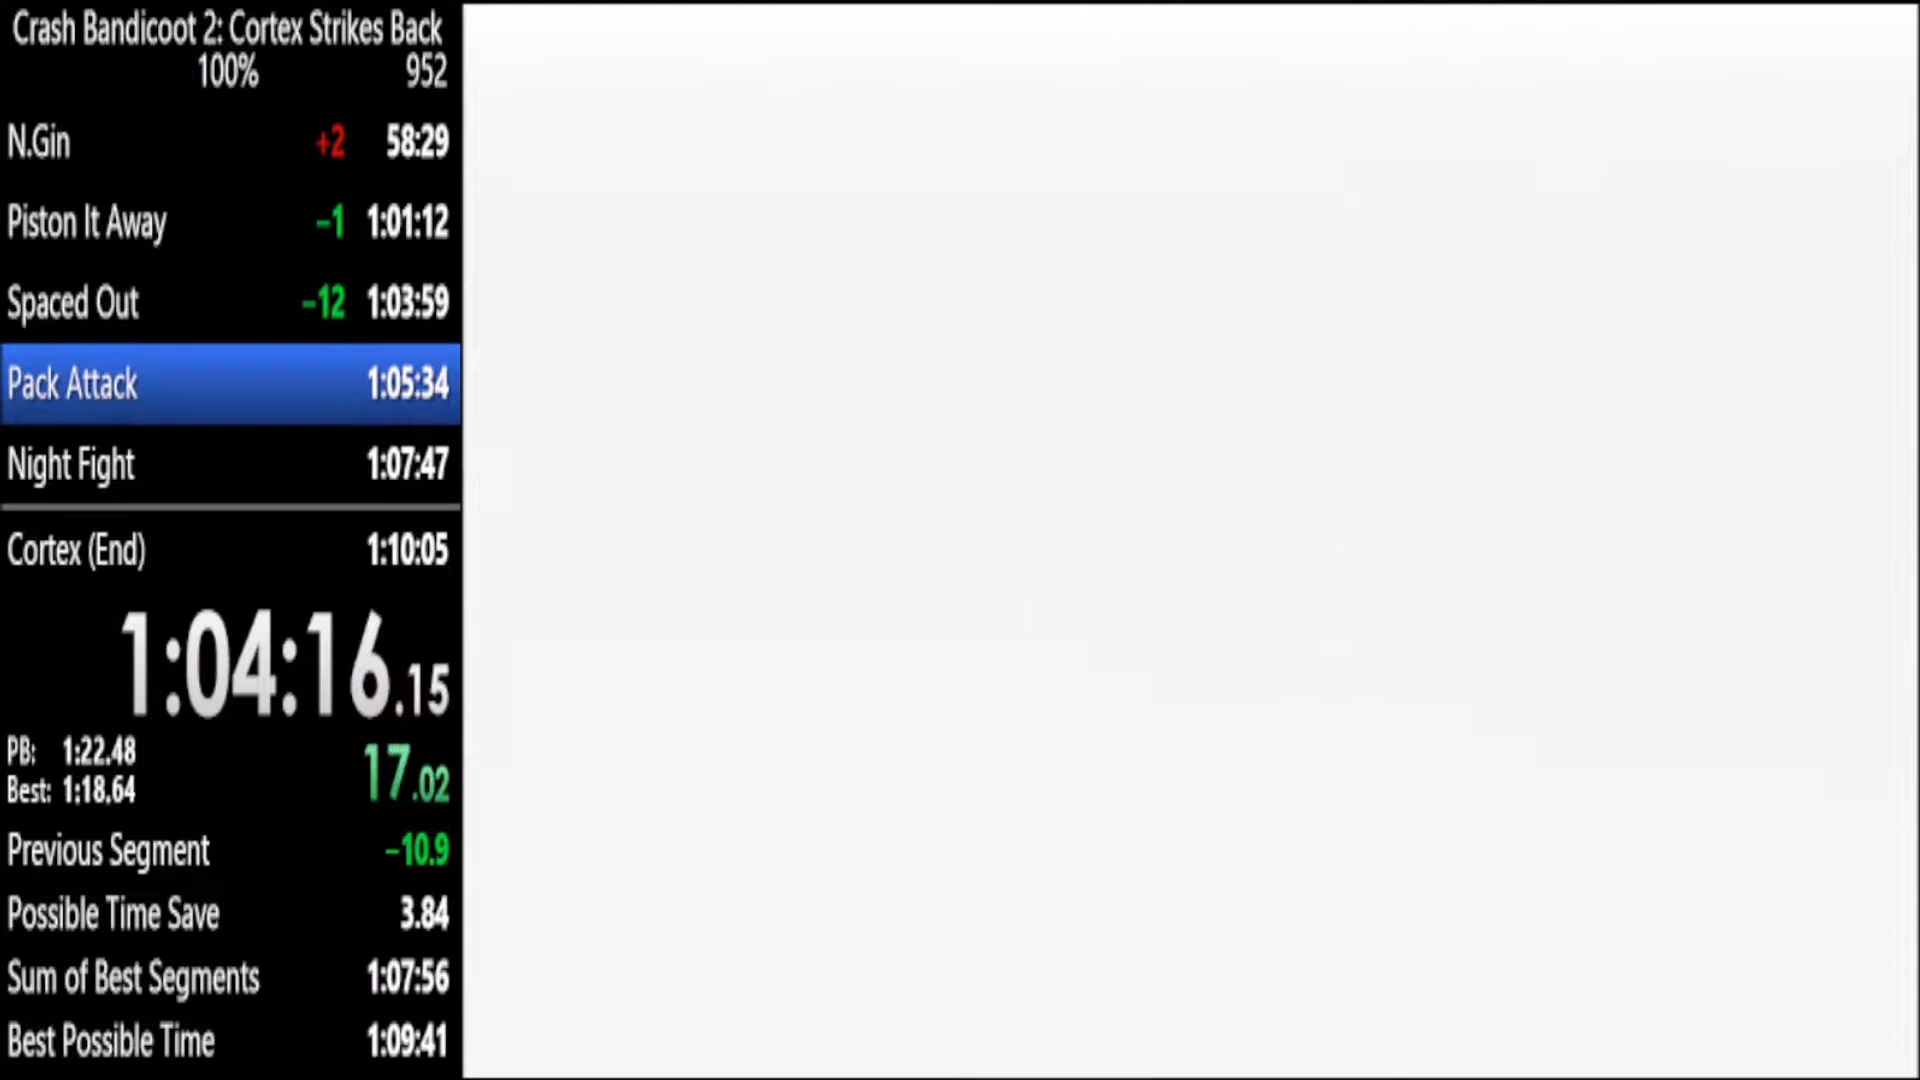 Crash Bandicoot 2: Cortex Strikes Back
100% 952
N.Gin +2 58:29
Piston It Away −1 1:01:12
Spaced Out −12 1:03:59
Pack Attack 1:05:34
Night Fight 1:07:47
Cortex (End) 1:10:05
1:04:16.15
PB: 1:22.48 17.02
Best: 1:18.64
Previous Segment −10.9
Possible Time Save 3.84
Sum of Best Segments 1:07:56
Best Possible Time 1:09:41